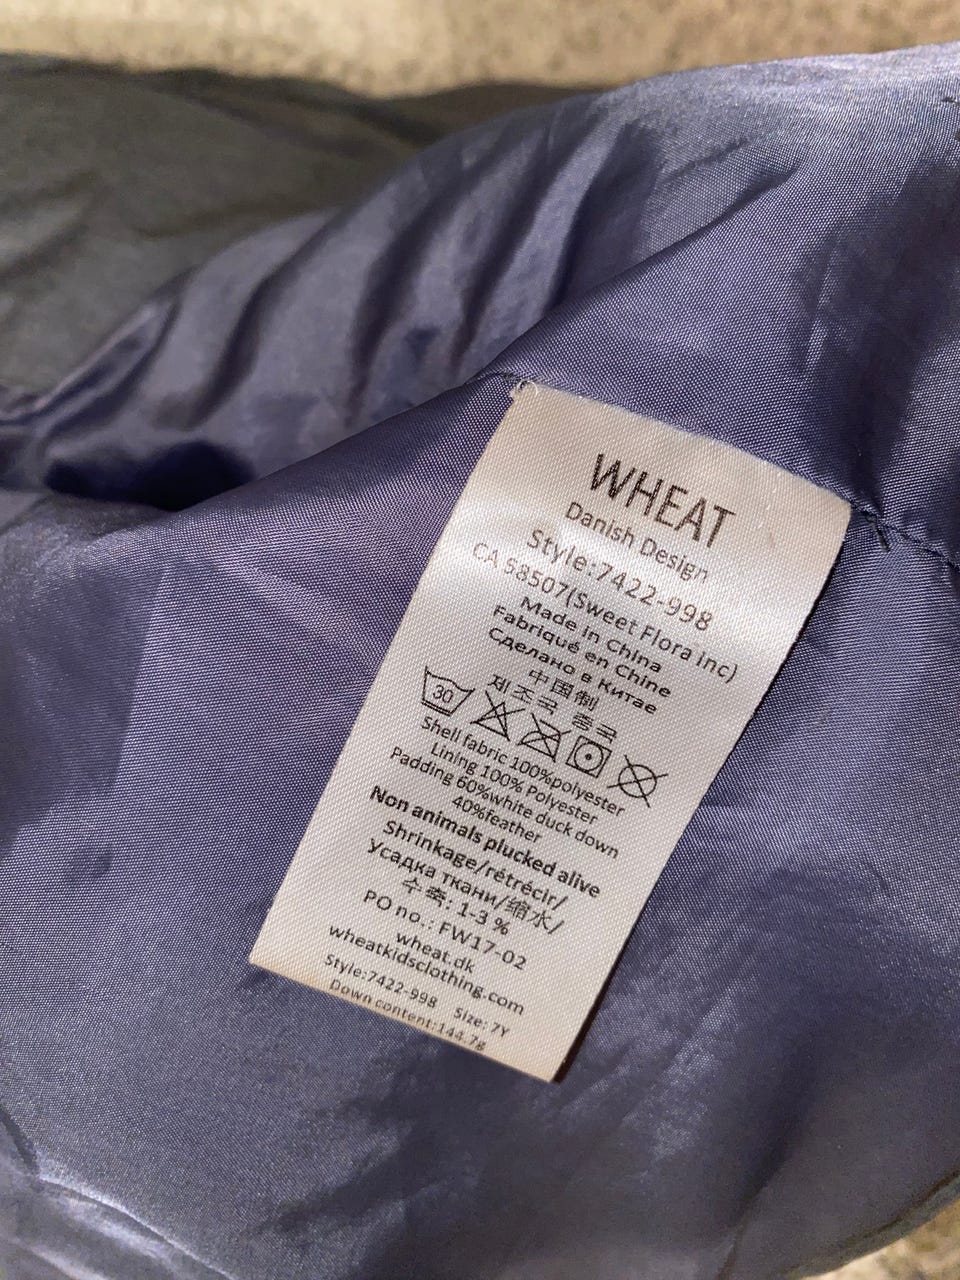 WHEAT
Danish Design
Style:7422-998
CA 58507(Sweet Flora inc)
Made in China
Fabriqué en Chine
Сделано в Китае
中国制
제조국 중국
30
Shell fabric 100%polyester
Lining 100% Polyester
Padding 60%white duck down
40%feather
Non animals plucked alive
Shrinkage/rétrécir/
Усадка ткани/缩水/
수축: 1-3 %
PO no.: FW17-02
wheat.dk
wheatkidsclothing.com
Style:7422-998 Size: 7Y
Down content:144.7g